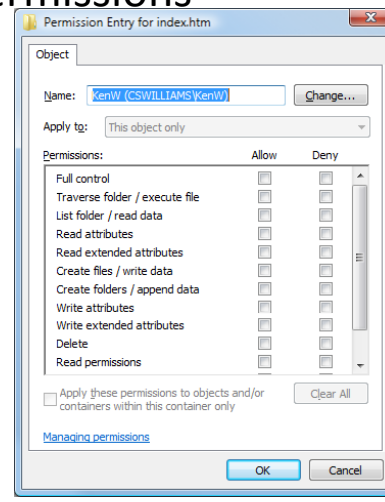 ermissions
Permission Entry for index.htm
Object
Name: KenW (CSWILLIAMS\KenW) Change...
Apply to: This object only
Permissions: Allow Deny
Full control
Traverse folder / execute file
List folder / read data
Read attributes
Read extended attributes
Create files / write data
Create folders / append data
Write attributes
Write extended attributes
Delete
Read permissions
Apply these permissions to objects and/or Clear All
containers within this container only
Managing permissions
OK Cancel